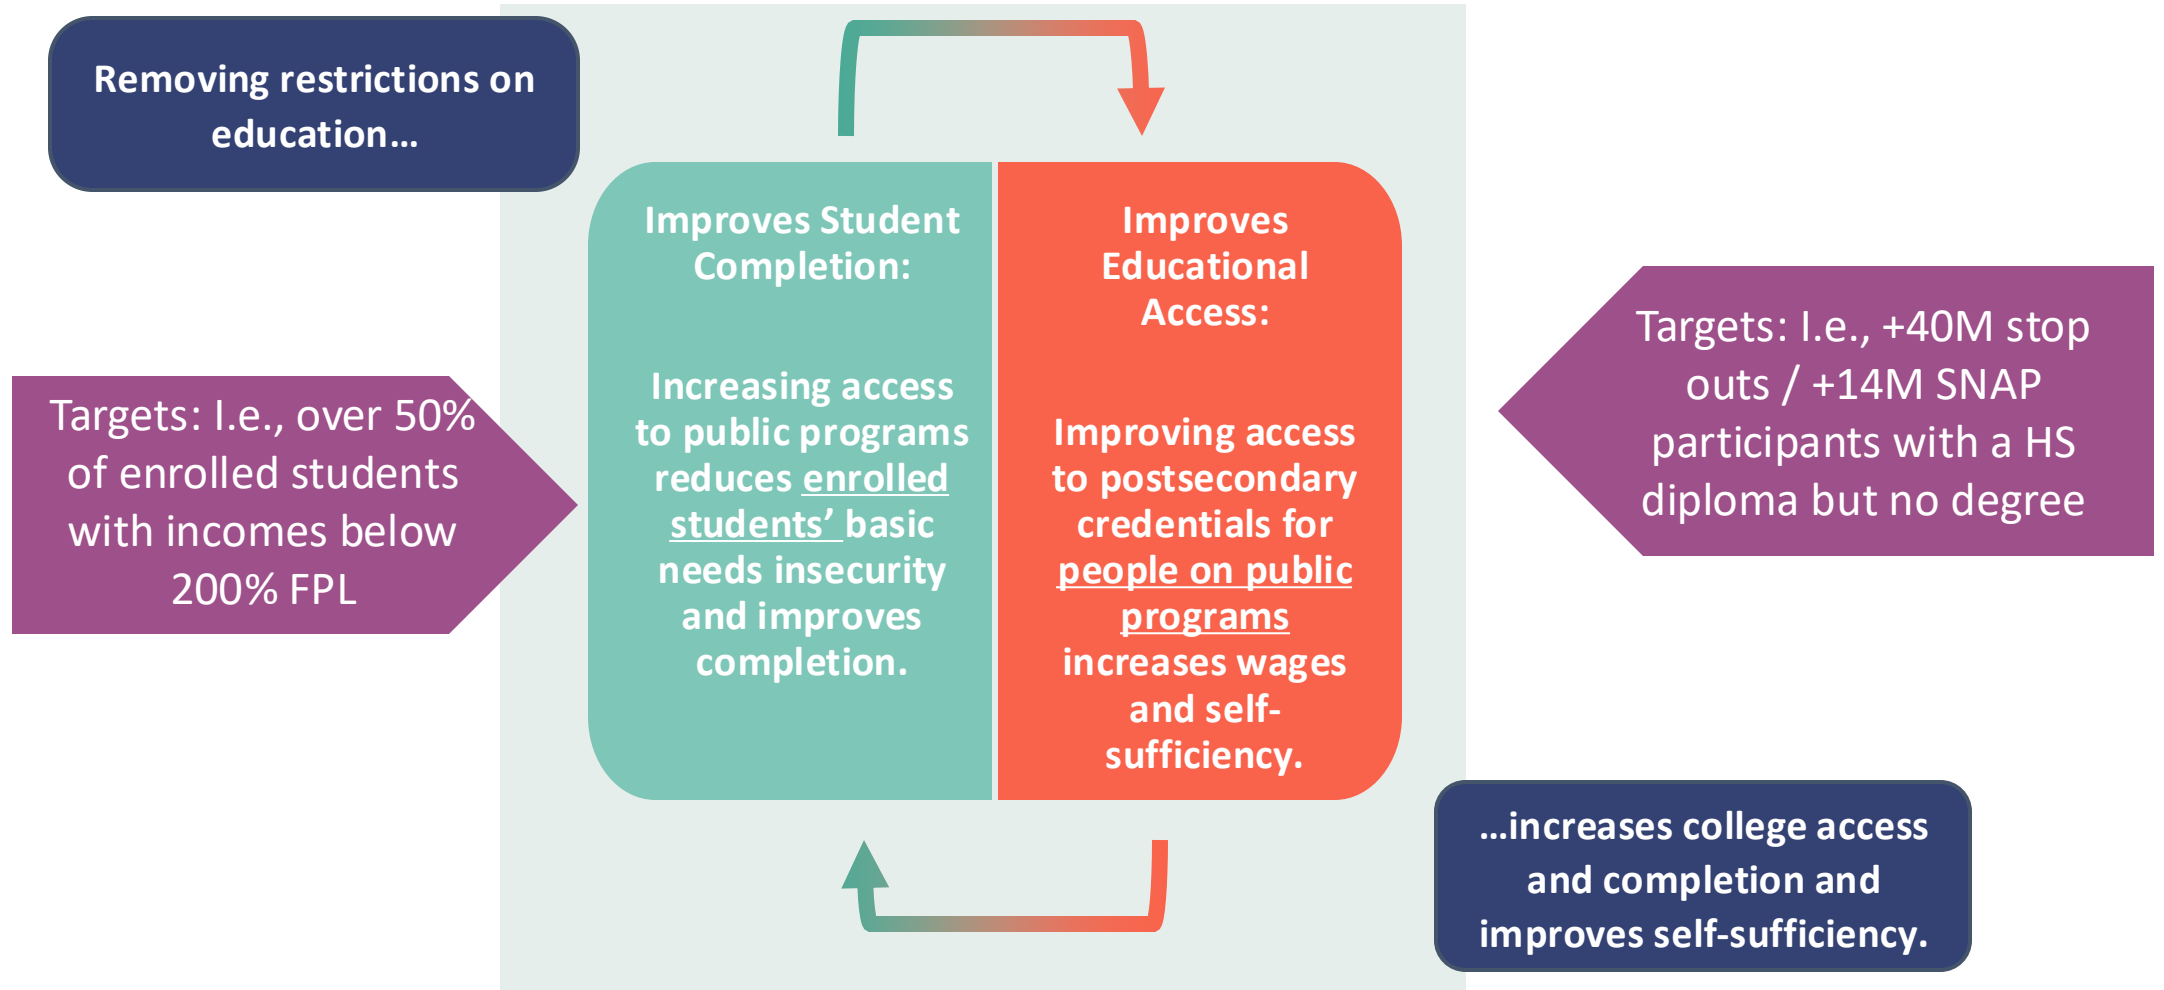 Removing restrictions on
education…
Improves Student
Completion:
Increasing access
to public programs
reduces enrolled
students’ basic
needs insecurity
and improves
completion.
Improves
Educational
Access:
Improving access
to postsecondary
credentials for
people on public
programs
increases wages
and self-
sufficiency.
Targets: I.e., over 50%
of enrolled students
with incomes below
200% FPL
Targets: I.e., +40M stop
outs / +14M SNAP
participants with a HS
diploma but no degree
…increases college access
and completion and
improves self-sufficiency.